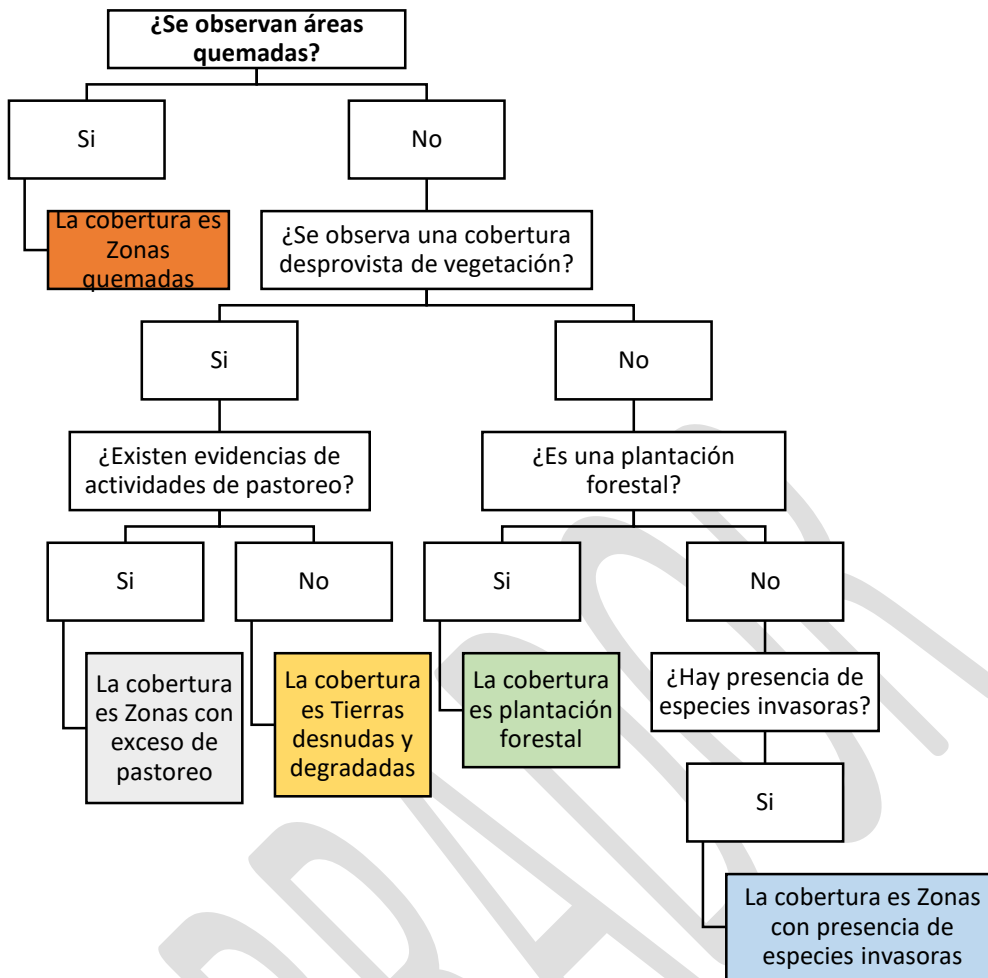 ¿Se observan áreas
quemadas?
Si
No
La cobertura es
Zonas
quemadas
¿Se observa una cobertura
desprovista de vegetación?
Si
No
¿Existen evidencias de
actividades de pastoreo?
¿Es una plantación
forestal?
Si
No
Si
No
La cobertura
es Zonas con
exceso de
pastoreo
La cobertura
es Tierras
desnudas y
degradadas
La cobertura
es plantación
forestal
¿Hay presencia de
especies invasoras?
Si
La cobertura es Zonas
con presencia de
especies invasoras